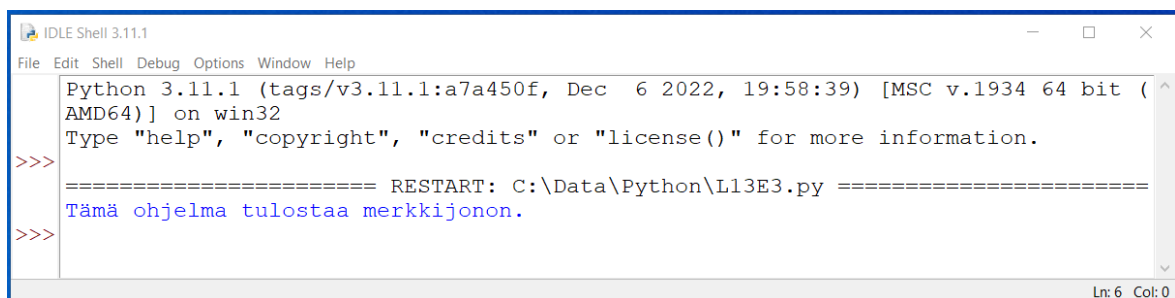 IDLE Shell 3.11.1
File Edit Shell Debug Options Window Help
Python 3.11.1 (tags/v3.11.1:a7a450f, Dec  6 2022, 19:58:39) [MSC v.1934 64 bit (
AMD64)] on win32
Type "help", "copyright", "credits" or "license()" for more information.
>>>
======================= RESTART: C:\Data\Python\L13E3.py =======================
Tämä ohjelma tulostaa merkkijonon.
>>>
Ln: 6 Col: 0